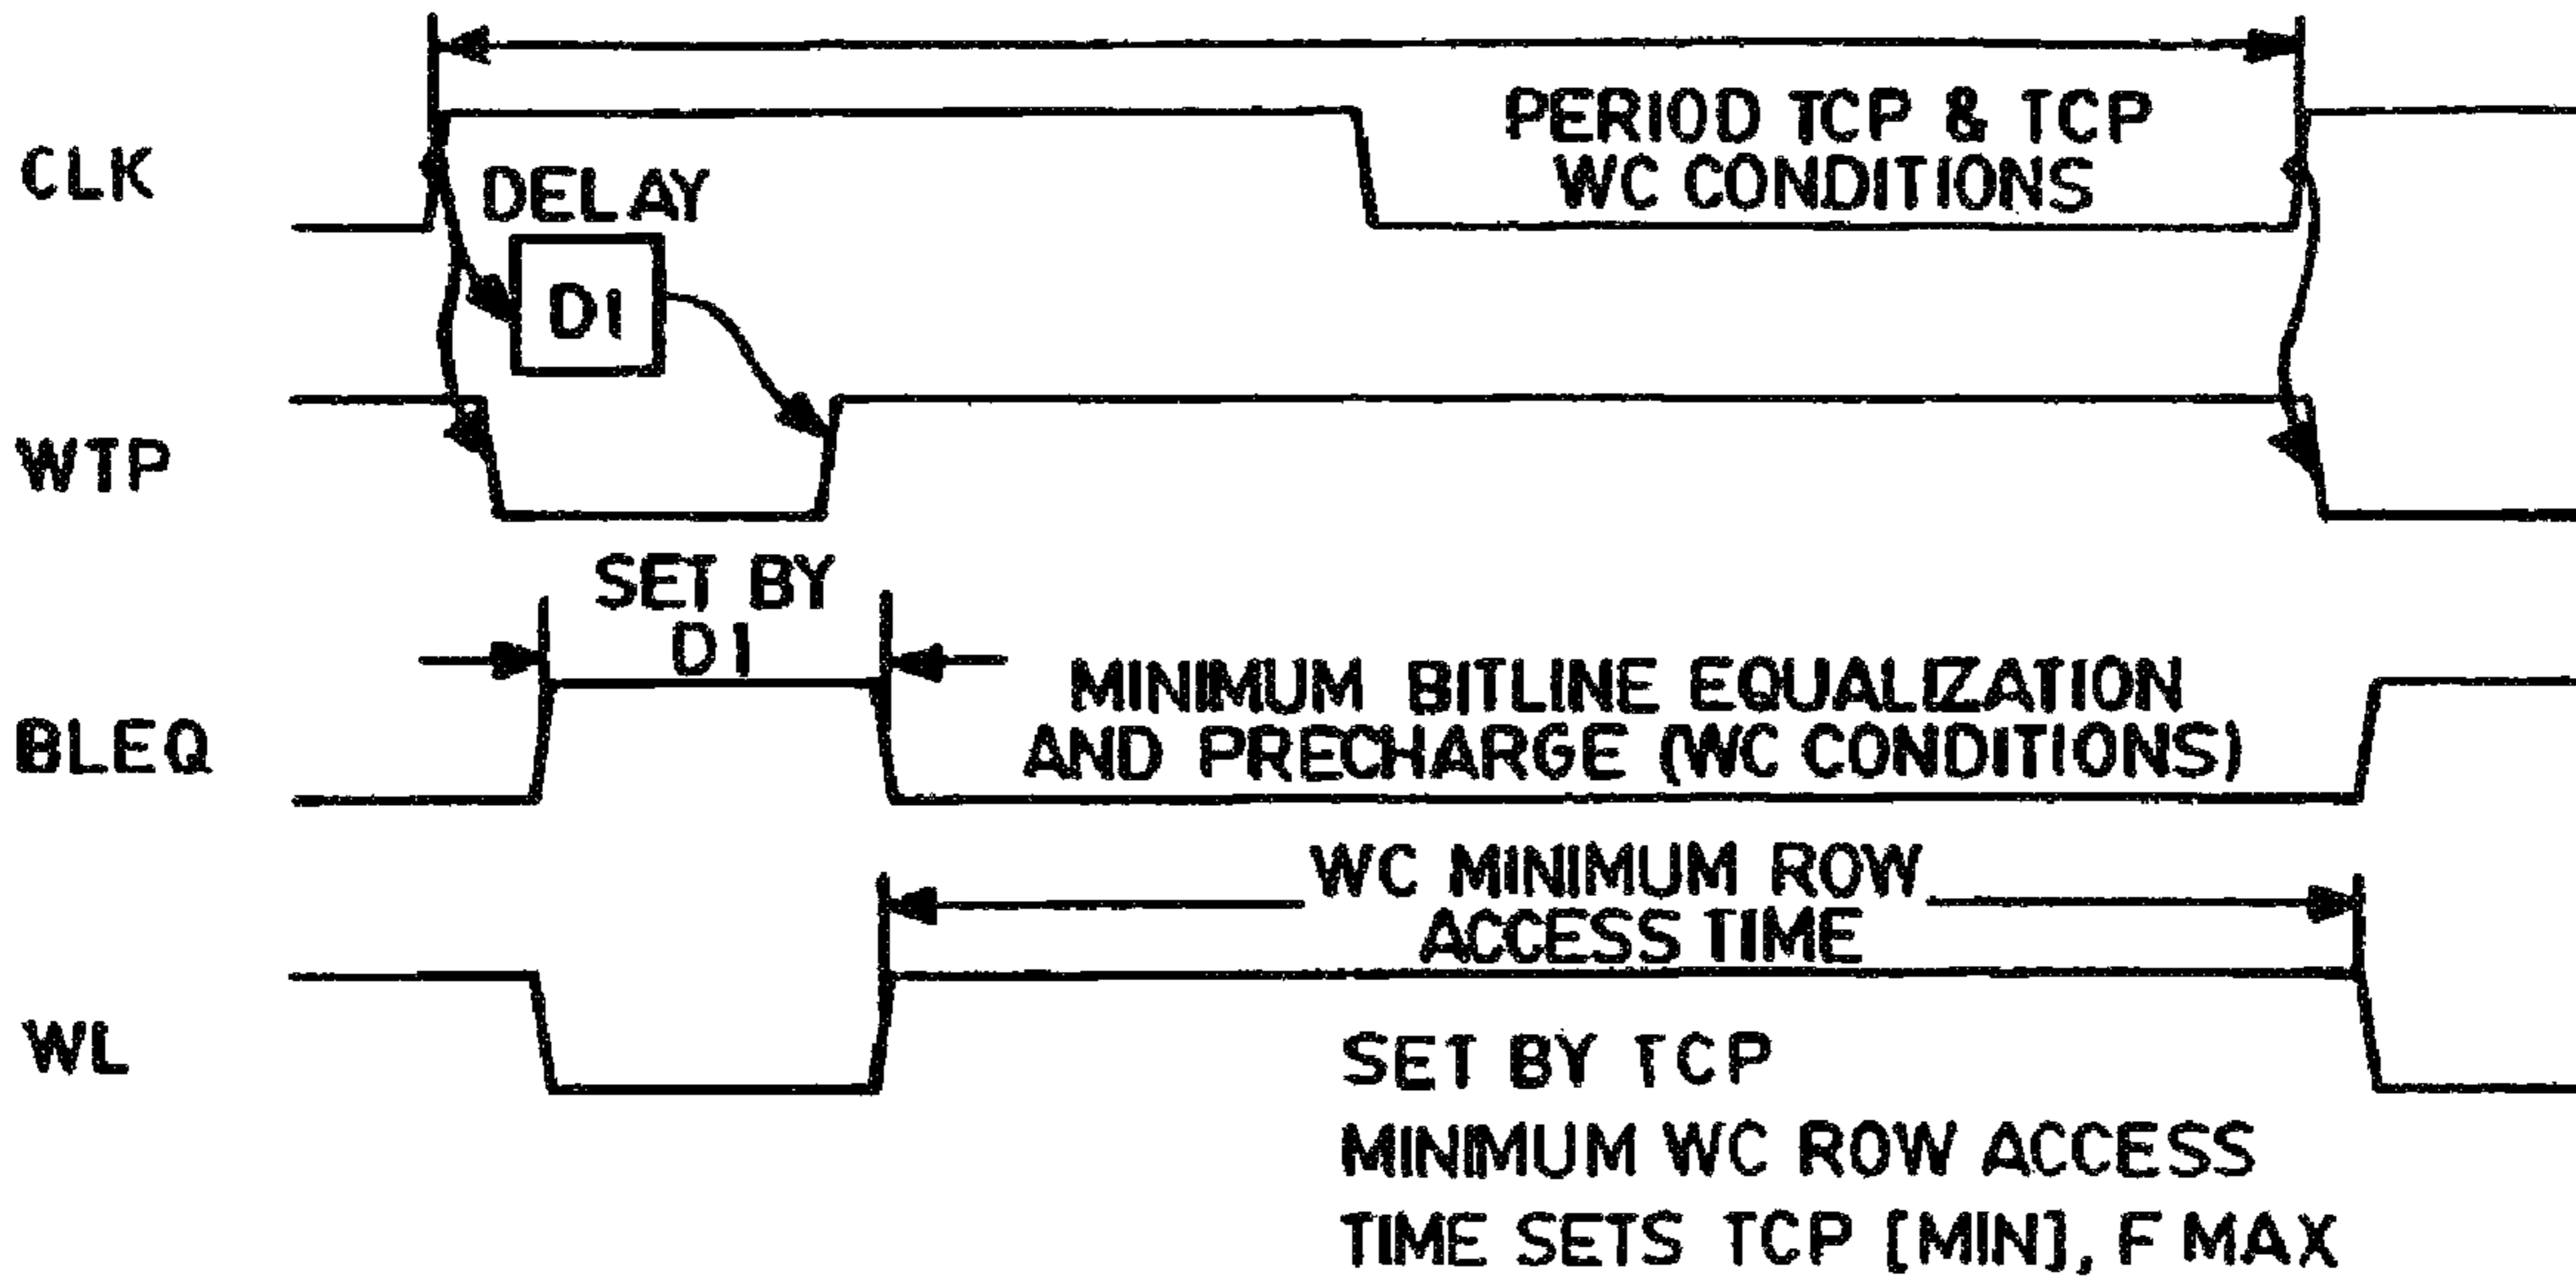 PERIOD TCP & TCP
WC CONDITIONS
CLK
DELAY
D1
WTP
SET BY
D1
MINIMUM BITLINE EQUALIZATION
AND PRECHARGE (WC CONDITIONS)
BLEQ
WC MINIMUM ROW
ACCESS TIME
WL
SET BY TCP
MINIMUM WC ROW ACCESS
TIME SETS TCP [MIN], F MAX